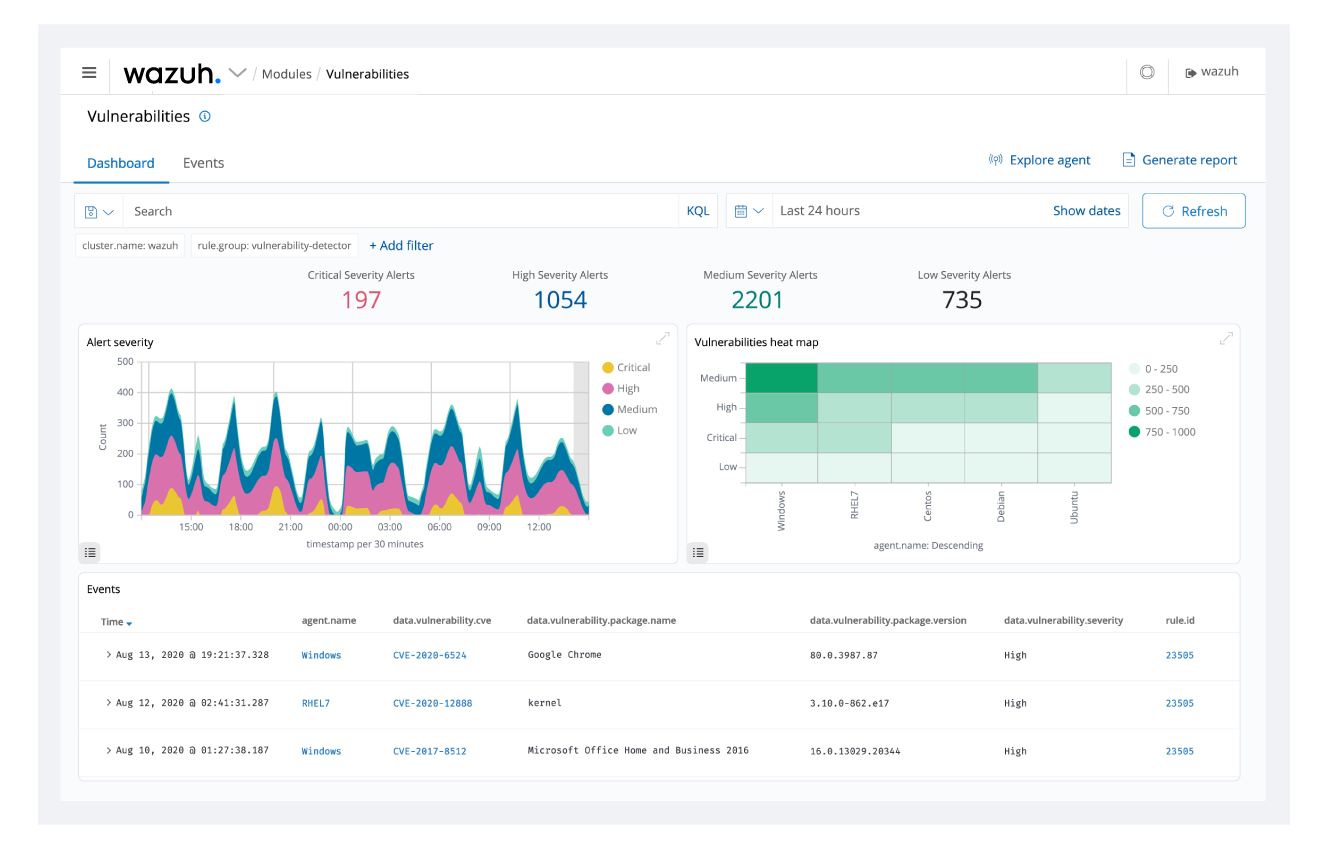 wazuh. / Modules / Vulnerabilities wazuh
Vulnerabilities
Dashboard Events Explore agent Generate report
Search KQL Last 24 hours Show dates Refresh
cluster.name: wazuh rule.group: vulnerability-detector + Add filter
Critical Severity Alerts High Severity Alerts Medium Severity Alerts Low Severity Alerts
197 1054 2201 735
Alert severity
500
400
300
200
100
0
Count
15:00 18:00 21:00 00:00 03:00 06:00 09:00 12:00
timestamp per 30 minutes
Critical
High
Medium
Low
Vulnerabilities heat map
Medium
High
Critical
Low
Windows RHEL7 Centos Debian Ubuntu
agent.name: Descending
0 - 250
250 - 500
500 - 750
750 - 1000
Events
Time agent.name data.vulnerability.cve data.vulnerability.package.name data.vulnerability.package.version data.vulnerability.severity rule.id
> Aug 13, 2020 @ 19:21:37.328 Windows CVE-2020-6524 Google Chrome 80.0.3987.87 High 23505
> Aug 12, 2020 @ 02:41:31.287 RHEL7 CVE-2020-12888 kernel 3.10.0-862.e17 High 23505
> Aug 10, 2020 @ 01:27:38.187 Windows CVE-2017-8512 Microsoft Office Home and Business 2016 16.0.13029.20344 High 23505